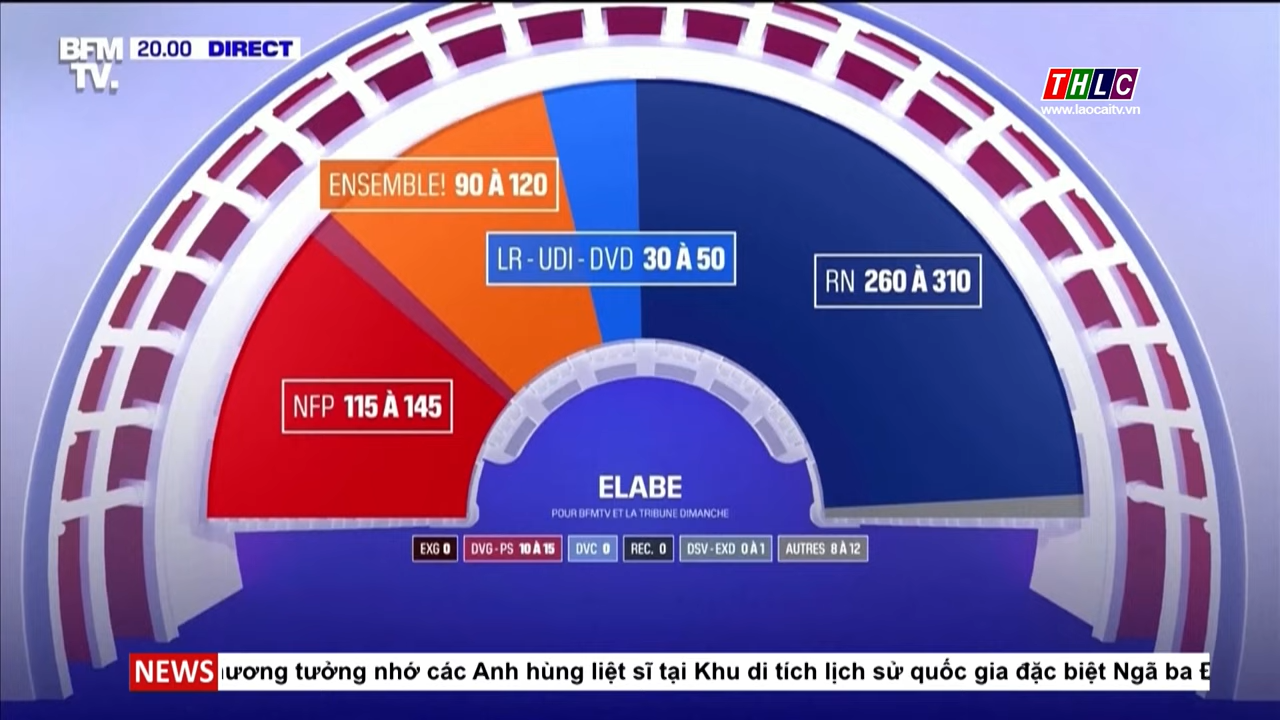 BFM
TV.
20.00 DIRECT
THLC
www.laocaitv.vn
ENSEMBLE! 90 À 120
LR - UDI - DVD 30 À 50
RN 260 À 310
NFP 115 À 145
ELABE
POUR BFMTV ET LA TRIBUNE DIMANCHE
EXG 0
DVG - PS 10 À 15
DVC 0
REC. 0
DSV - EXD 0 À 1
AUTRES 8 À 12
NEWS
tưởng nhớ các Anh hùng liệt sĩ tại Khu di tích lịch sử quốc gia đặc biệt Ngã ba